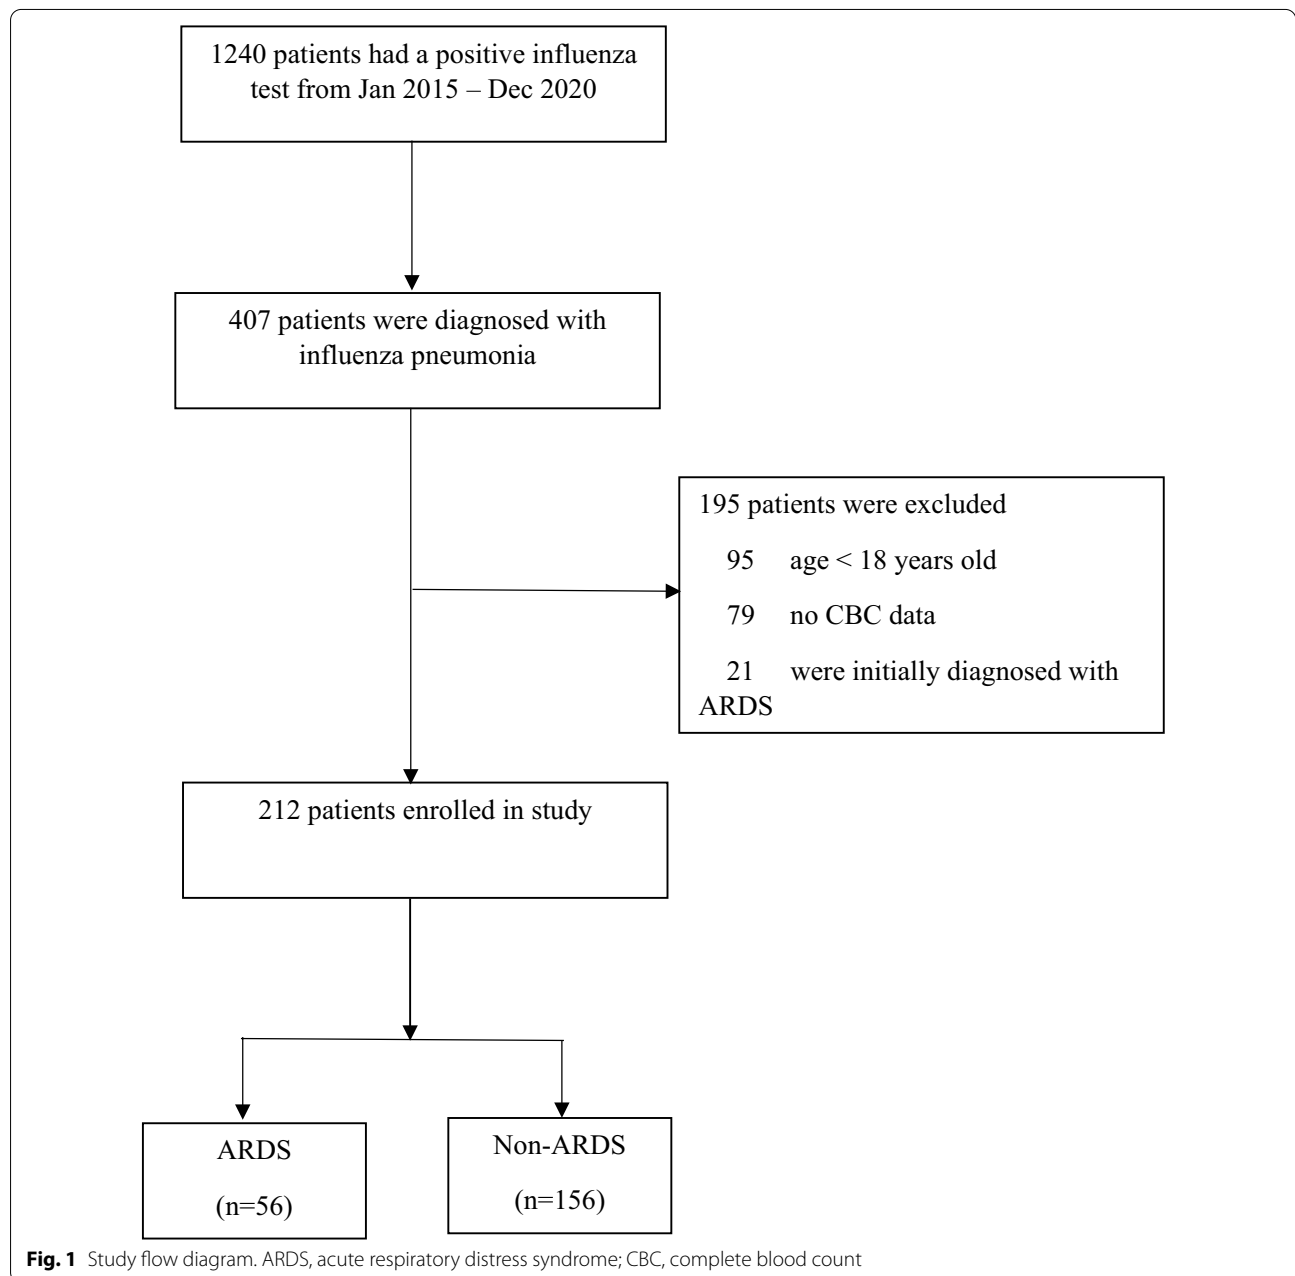 1240 patients had a positive influenza
test from Jan 2015 – Dec 2020
407 patients were diagnosed with
influenza pneumonia
195 patients were excluded
95 age < 18 years old
79 no CBC data
21 were initially diagnosed with
ARDS
212 patients enrolled in study
ARDS
(n=56)
Non-ARDS
(n=156)
Fig. 1 Study flow diagram. ARDS, acute respiratory distress syndrome; CBC, complete blood count